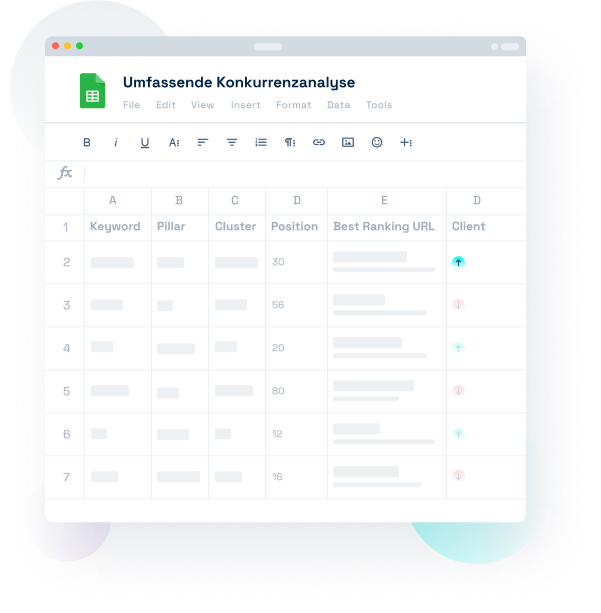 Umfassende Konkurrenzanalyse
File Edit View Insert Format Data Tools
B i U A
fx
A B C D E D
1 Keyword Pillar Cluster Position Best Ranking URL Client
2 30
3 56
4 20
5 80
6 12
7 16